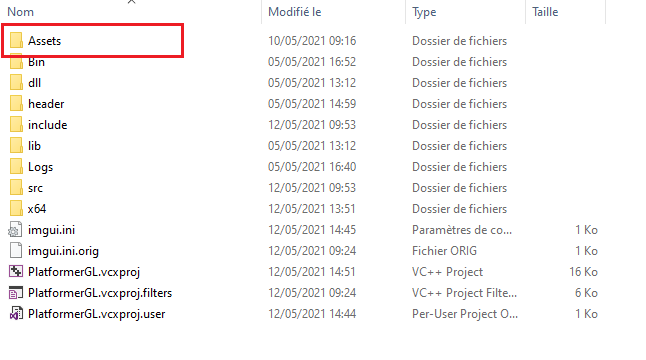 Modifié le Type Taille
Assets 10/05/2021 09:16 Dossier de fichiers
Bin 05/05/2021 16:52 Dossier de fichiers
dll 05/05/2021 13:12 Dossier de fichiers
header 05/05/2021 14:59 Dossier de fichiers
include 12/05/2021 09:53 Dossier de fichiers
lib 05/05/2021 13:12 Dossier de fichiers
Logs 05/05/2021 16:40 Dossier de fichiers
src 12/05/2021 09:53 Dossier de fichiers
x64 12/05/2021 13:51 Dossier de fichiers
imgui.ini 12/05/2021 14:45 Paramètres de co... 1 Ko
imgui.ini.orig 12/05/2021 09:24 Fichier ORIG 1 Ko
PlatformerGL.vcxproj 12/05/2021 14:51 VC++ Project 16 Ko
PlatformerGL.vcxproj.filters 12/05/2021 09:24 VC++ Project Filte... 6 Ko
PlatformerGL.vcxproj.user 12/05/2021 14:44 Per-User Project O... 1 Ko